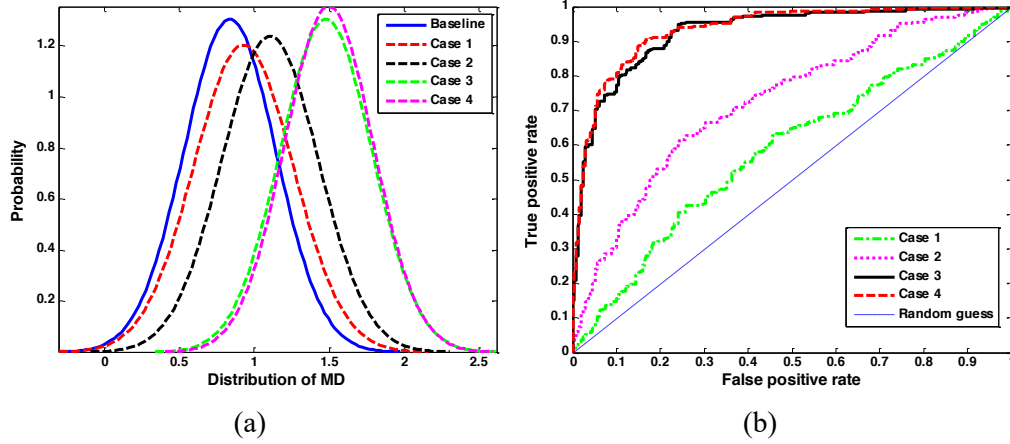 Probability
1.2
1
0.8
0.6
0.4
0.2
0
0.5
1
1.5
2
2.5
Distribution of MD
Baseline
Case 1
Case 2
Case 3
Case 4
(a)
True positive rate
1
0.9
0.8
0.7
0.6
0.5
0.4
0.3
0.2
0.1
0
0
0.1
0.2
0.3
0.4
0.5
0.6
0.7
0.8
0.9
1
False positive rate
Case 1
Case 2
Case 3
Case 4
Random guess
(b)